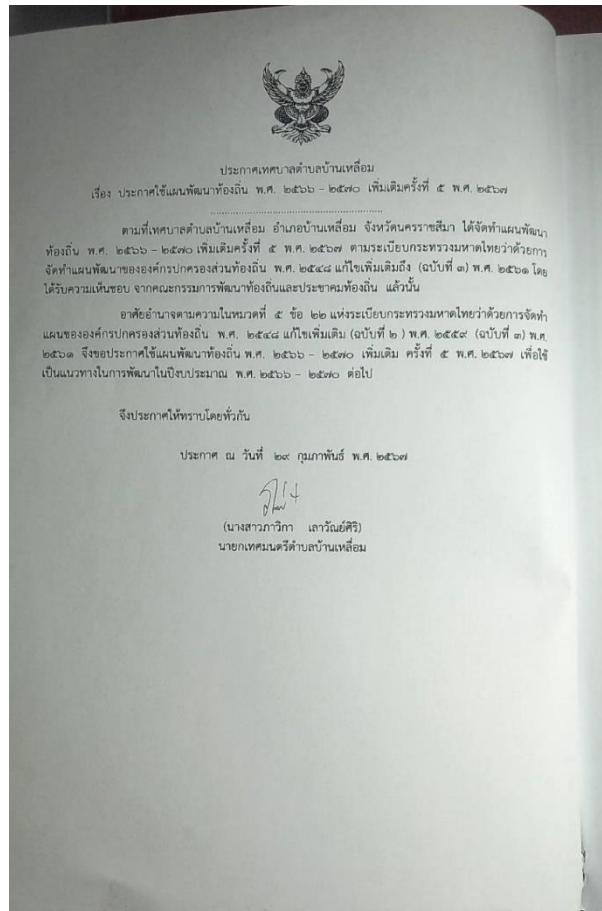 ประกาศเทศบาลตำบลบ้านเหลื่อม
เรื่อง ประกาศใช้แผนพัฒนาท้องถิ่น พ.ศ. ๒๕๖๖ – ๒๕๗๐ เพิ่มเติมครั้งที่ ๕ พ.ศ. ๒๕๖๗
ตามที่เทศบาลตำบลบ้านเหลื่อม อำเภอบ้านเหลื่อม จังหวัดนครราชสีมา ได้จัดทำแผนพัฒนา
ท้องถิ่น พ.ศ. ๒๕๖๖ – ๒๕๗๐ เพิ่มเติมครั้งที่ ๕ พ.ศ. ๒๕๖๗ ตามระเบียบกระทรวงมหาดไทยว่าด้วยการ
จัดทำแผนพัฒนาขององค์กรปกครองส่วนท้องถิ่น พ.ศ. ๒๕๔๘ แก้ไขเพิ่มเติมถึง (ฉบับที่ ๓) พ.ศ. ๒๕๖๑ โดย
ได้รับความเห็นชอบ จากคณะกรรมการพัฒนาท้องถิ่นและประชาคมท้องถิ่น แล้วนั้น
อาศัยอำนาจตามความในหมวดที่ ๕ ข้อ ๒๒ แห่งระเบียบกระทรวงมหาดไทยว่าด้วยการจัดทำ
แผนขององค์กรปกครองส่วนท้องถิ่น พ.ศ. ๒๕๔๘ แก้ไขเพิ่มเติม (ฉบับที่ ๒ ) พ.ศ. ๒๕๕๙ (ฉบับที่ ๓) พ.ศ.
๒๕๖๑ จึงขอประกาศใช้แผนพัฒนาท้องถิ่น พ.ศ. ๒๕๖๖ – ๒๕๗๐ เพิ่มเติม ครั้งที่ ๕ พ.ศ. ๒๕๖๗ เพื่อใช้
เป็นแนวทางในการพัฒนาในปีงบประมาณ พ.ศ. ๒๕๖๖ – ๒๕๗๐ ต่อไป
จึงประกาศให้ทราบโดยทั่วกัน
ประกาศ ณ วันที่ ๒๙ กุมภาพันธ์ พ.ศ. ๒๕๖๗
(นางสาวภาวิกา เลาวัณย์ศิริ)
นายกเทศมนตรีตำบลบ้านเหลื่อม